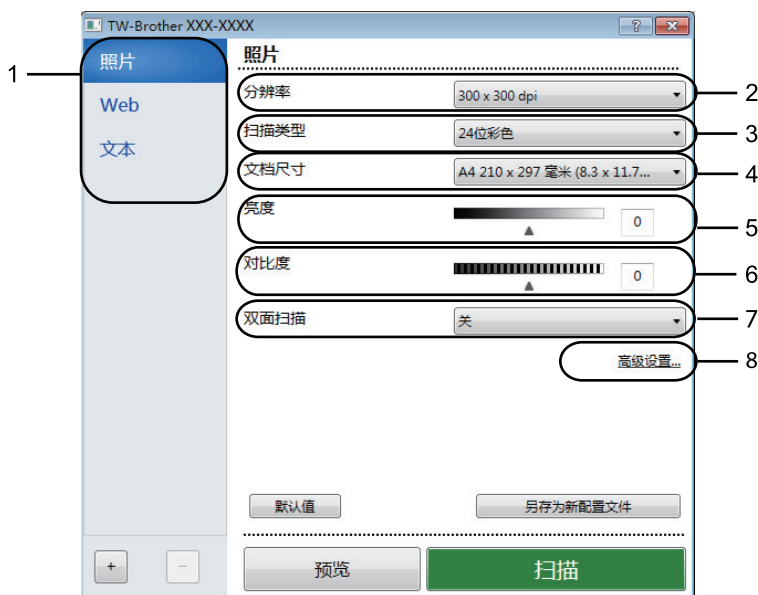 TW-Brother XXX-XXXX
照片
Web
文本
照片
分辨率
300 x 300 dpi
扫描类型
24位彩色
文档尺寸
A4 210 x 297 毫米 (8.3 x 11.7...
亮度
0
对比度
0
双面扫描
关
高级设置...
默认值
另存为新配置文件
+
-
预览
扫描
1
2
3
4
5
6
7
8